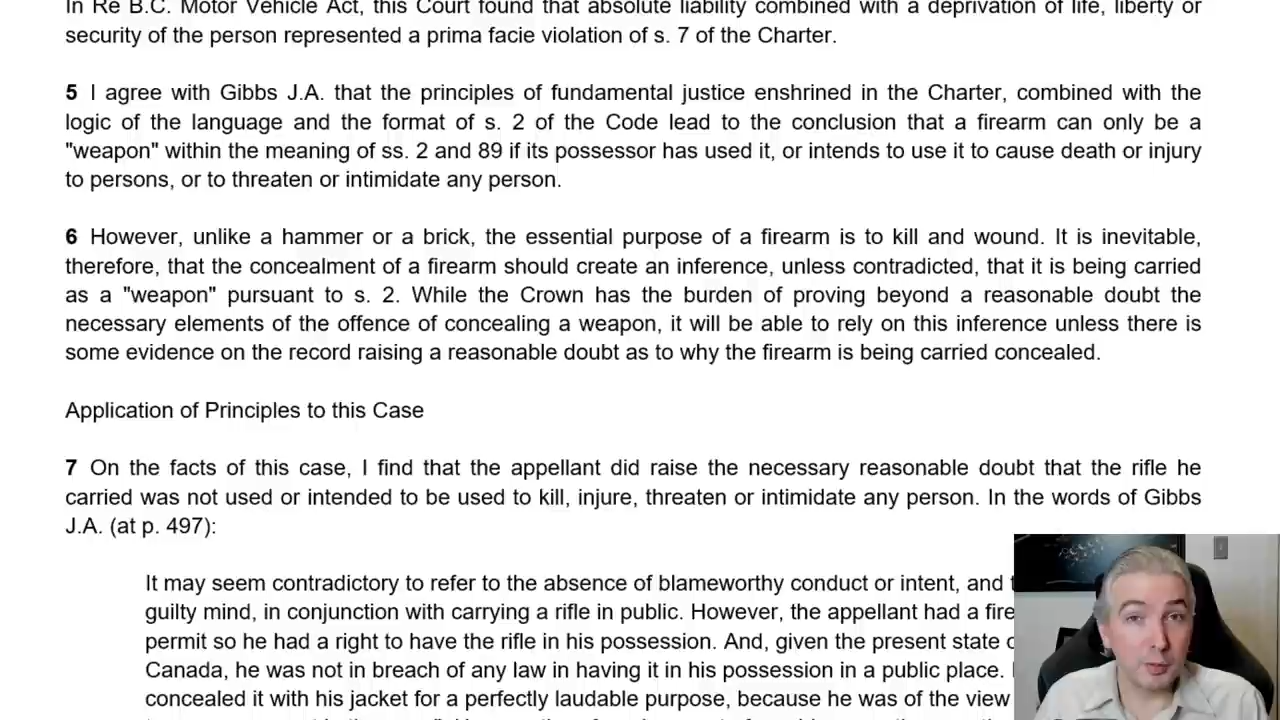 In Re B.C. Motor Vehicle Act, this Court found that absolute liability combined with a deprivation of life, liberty or
security of the person represented a prima facie violation of s. 7 of the Charter.
5 I agree with Gibbs J.A. that the principles of fundamental justice enshrined in the Charter, combined with the
logic of the language and the format of s. 2 of the Code lead to the conclusion that a firearm can only be a
"weapon" within the meaning of ss. 2 and 89 if its possessor has used it, or intends to use it to cause death or injury
to persons, or to threaten or intimidate any person.
6 However, unlike a hammer or a brick, the essential purpose of a firearm is to kill and wound. It is inevitable,
therefore, that the concealment of a firearm should create an inference, unless contradicted, that it is being carried
as a "weapon" pursuant to s. 2. While the Crown has the burden of proving beyond a reasonable doubt the
necessary elements of the offence of concealing a weapon, it will be able to rely on this inference unless there is
some evidence on the record raising a reasonable doubt as to why the firearm is being carried concealed.
Application of Principles to this Case
7 On the facts of this case, I find that the appellant did raise the necessary reasonable doubt that the rifle he
carried was not used or intended to be used to kill, injure, threaten or intimidate any person. In the words of Gibbs
J.A. (at p. 497):
It may seem contradictory to refer to the absence of blameworthy conduct or intent, and
guilty mind, in conjunction with carrying a rifle in public. However, the appellant had a fire
permit so he had a right to have the rifle in his possession. And, given the present state
Canada, he was not in breach of any law in having it in his possession in a public place.
concealed it with his jacket for a perfectly laudable purpose, because he was of the view